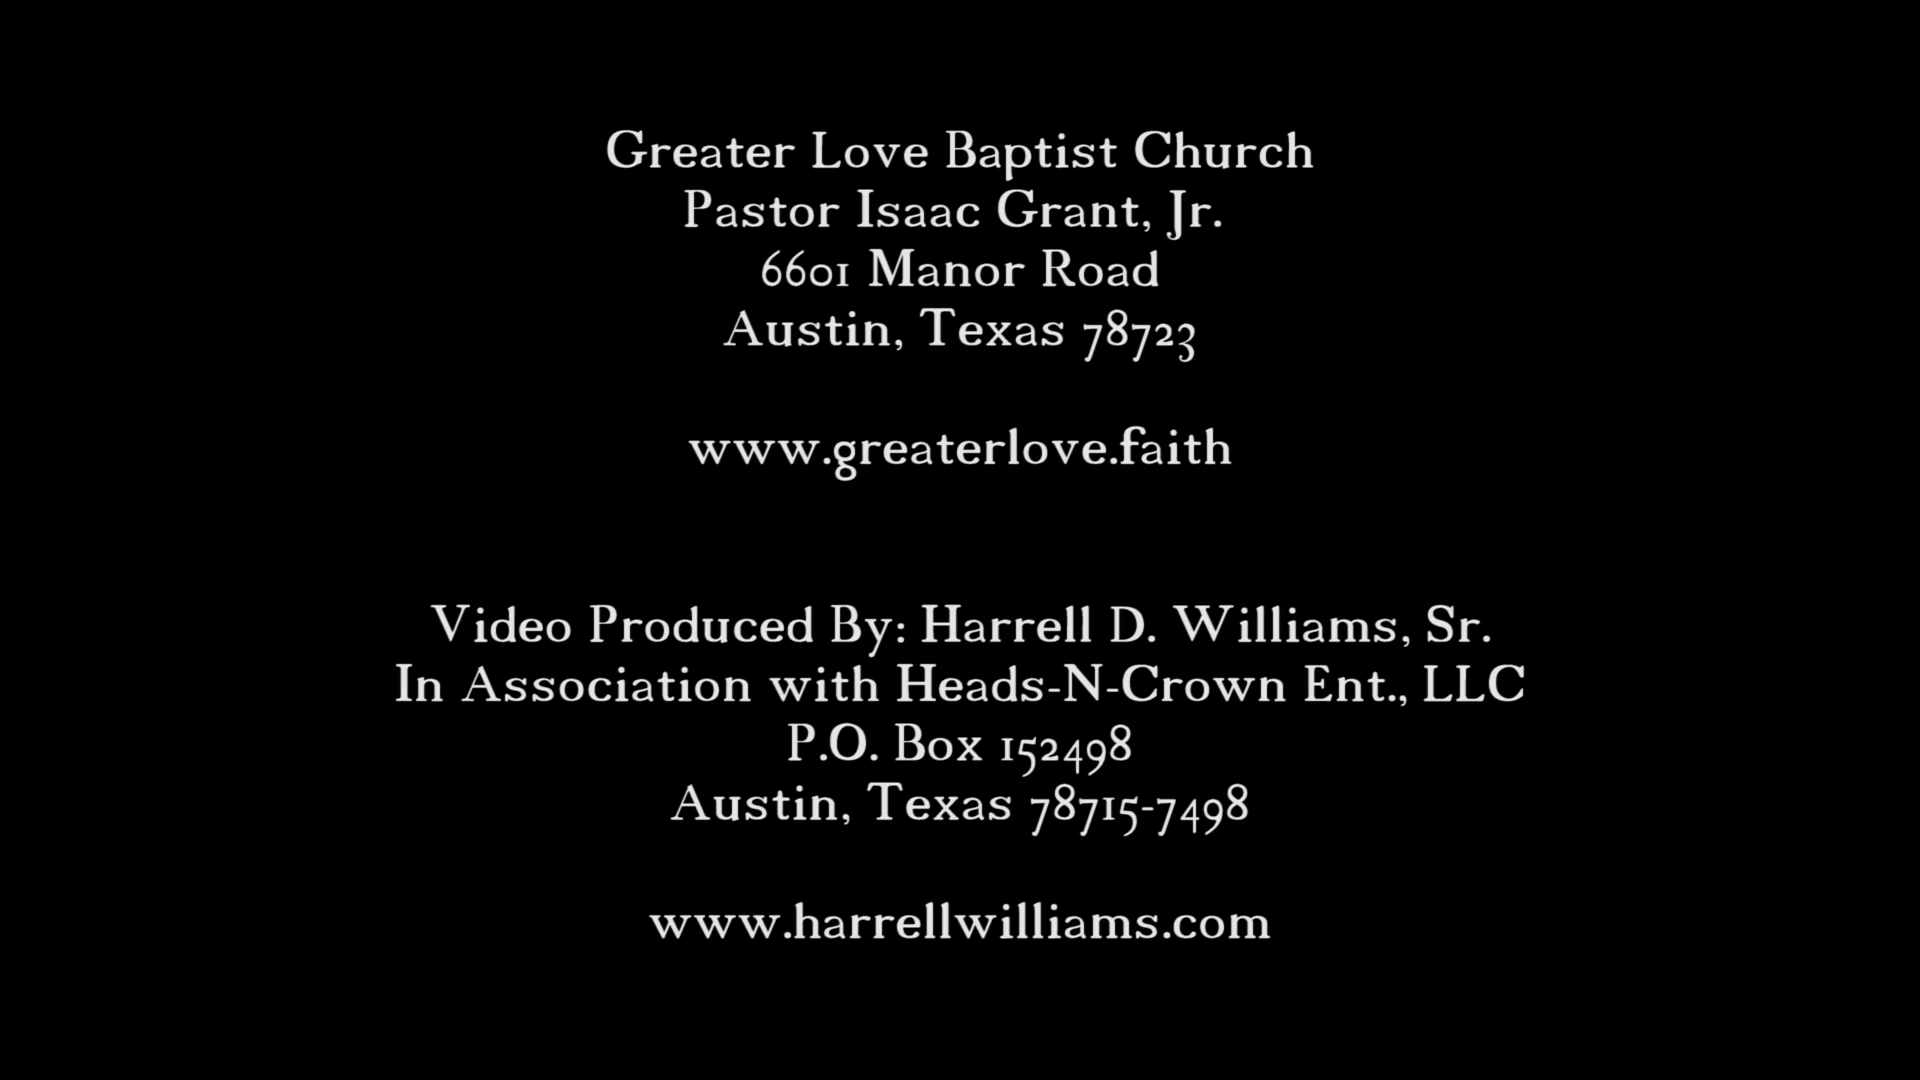 Greater Love Baptist Church
Pastor Isaac Grant, Jr.
6601 Manor Road
Austin, Texas 78723
www.greaterlove.faith
Video Produced By: Harrell D. Williams, Sr.
In Association with Heads-N-Crown Ent., LLC
P.O. Box 152498
Austin, Texas 78715-7498
www.harrellwilliams.com